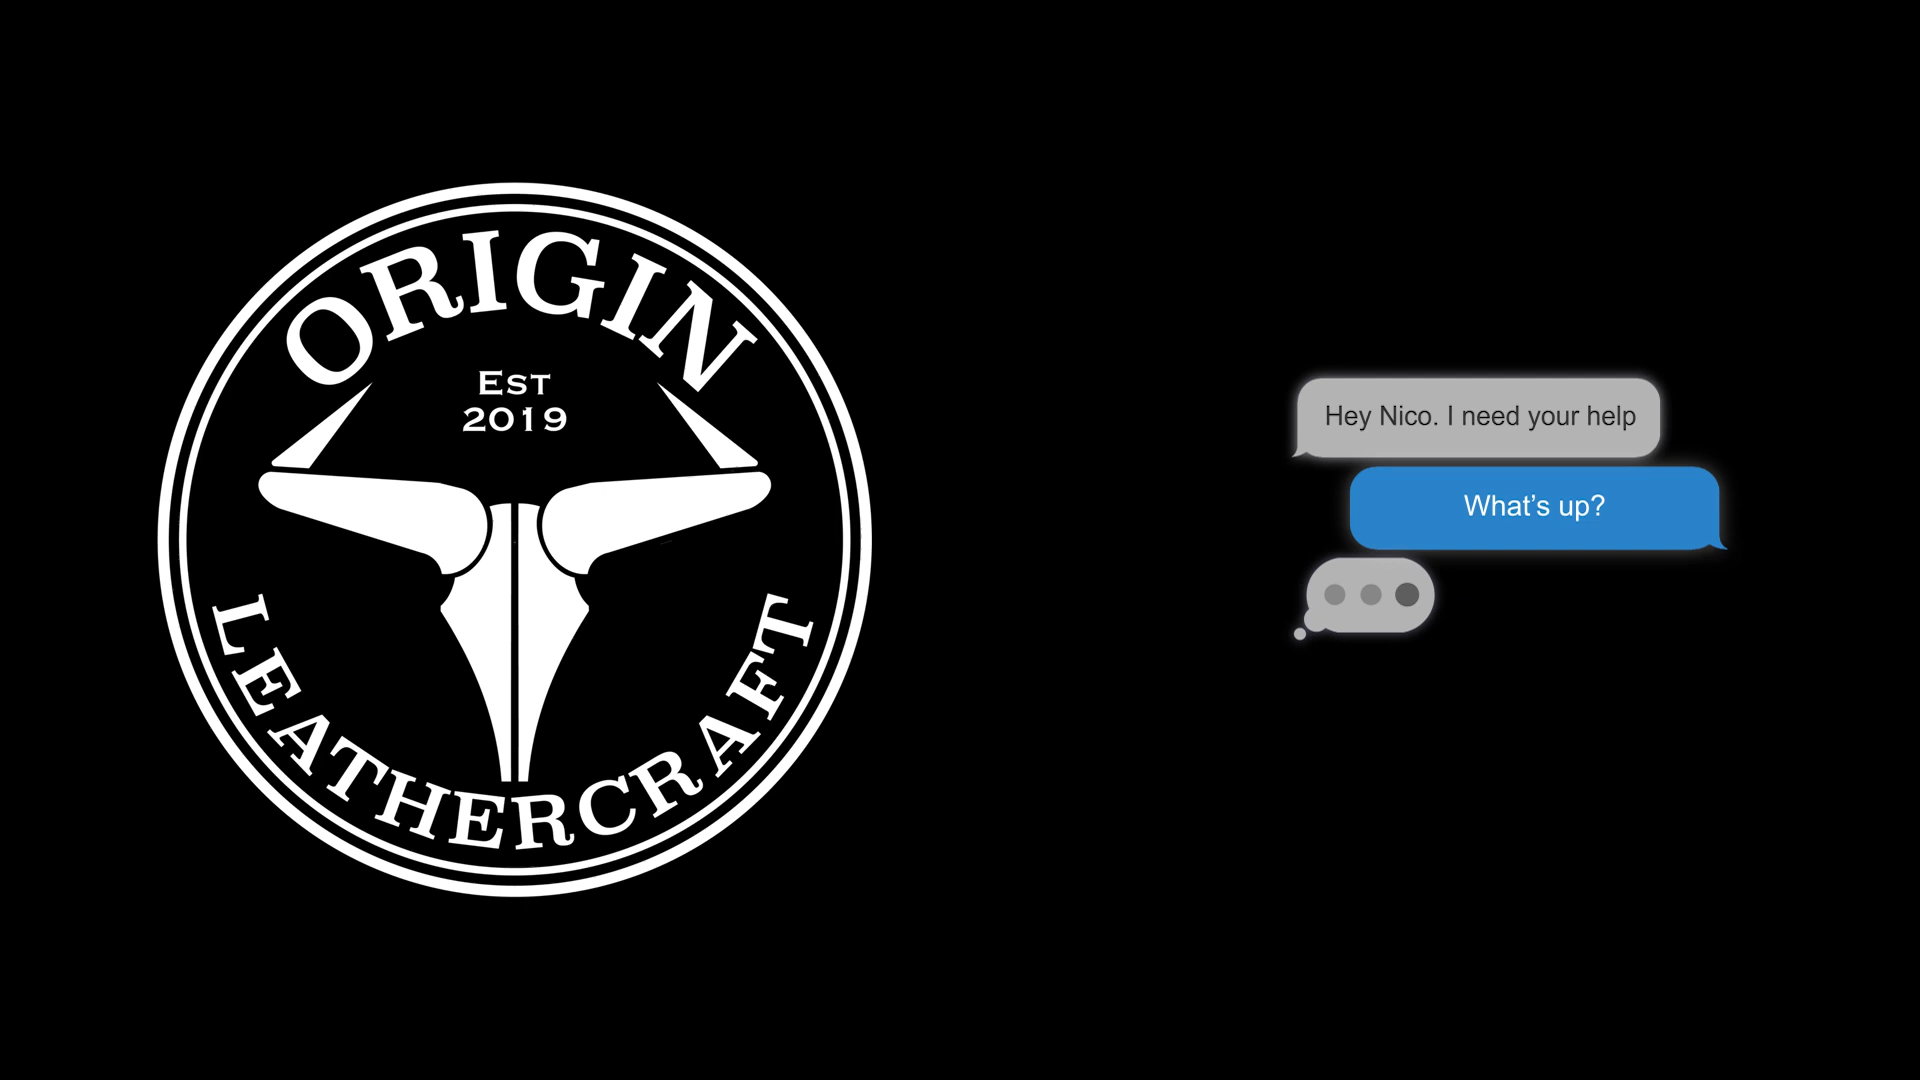 ORIGIN
EST
2019
LEATHERCRAFT
Hey Nico. I need your help
What’s up?